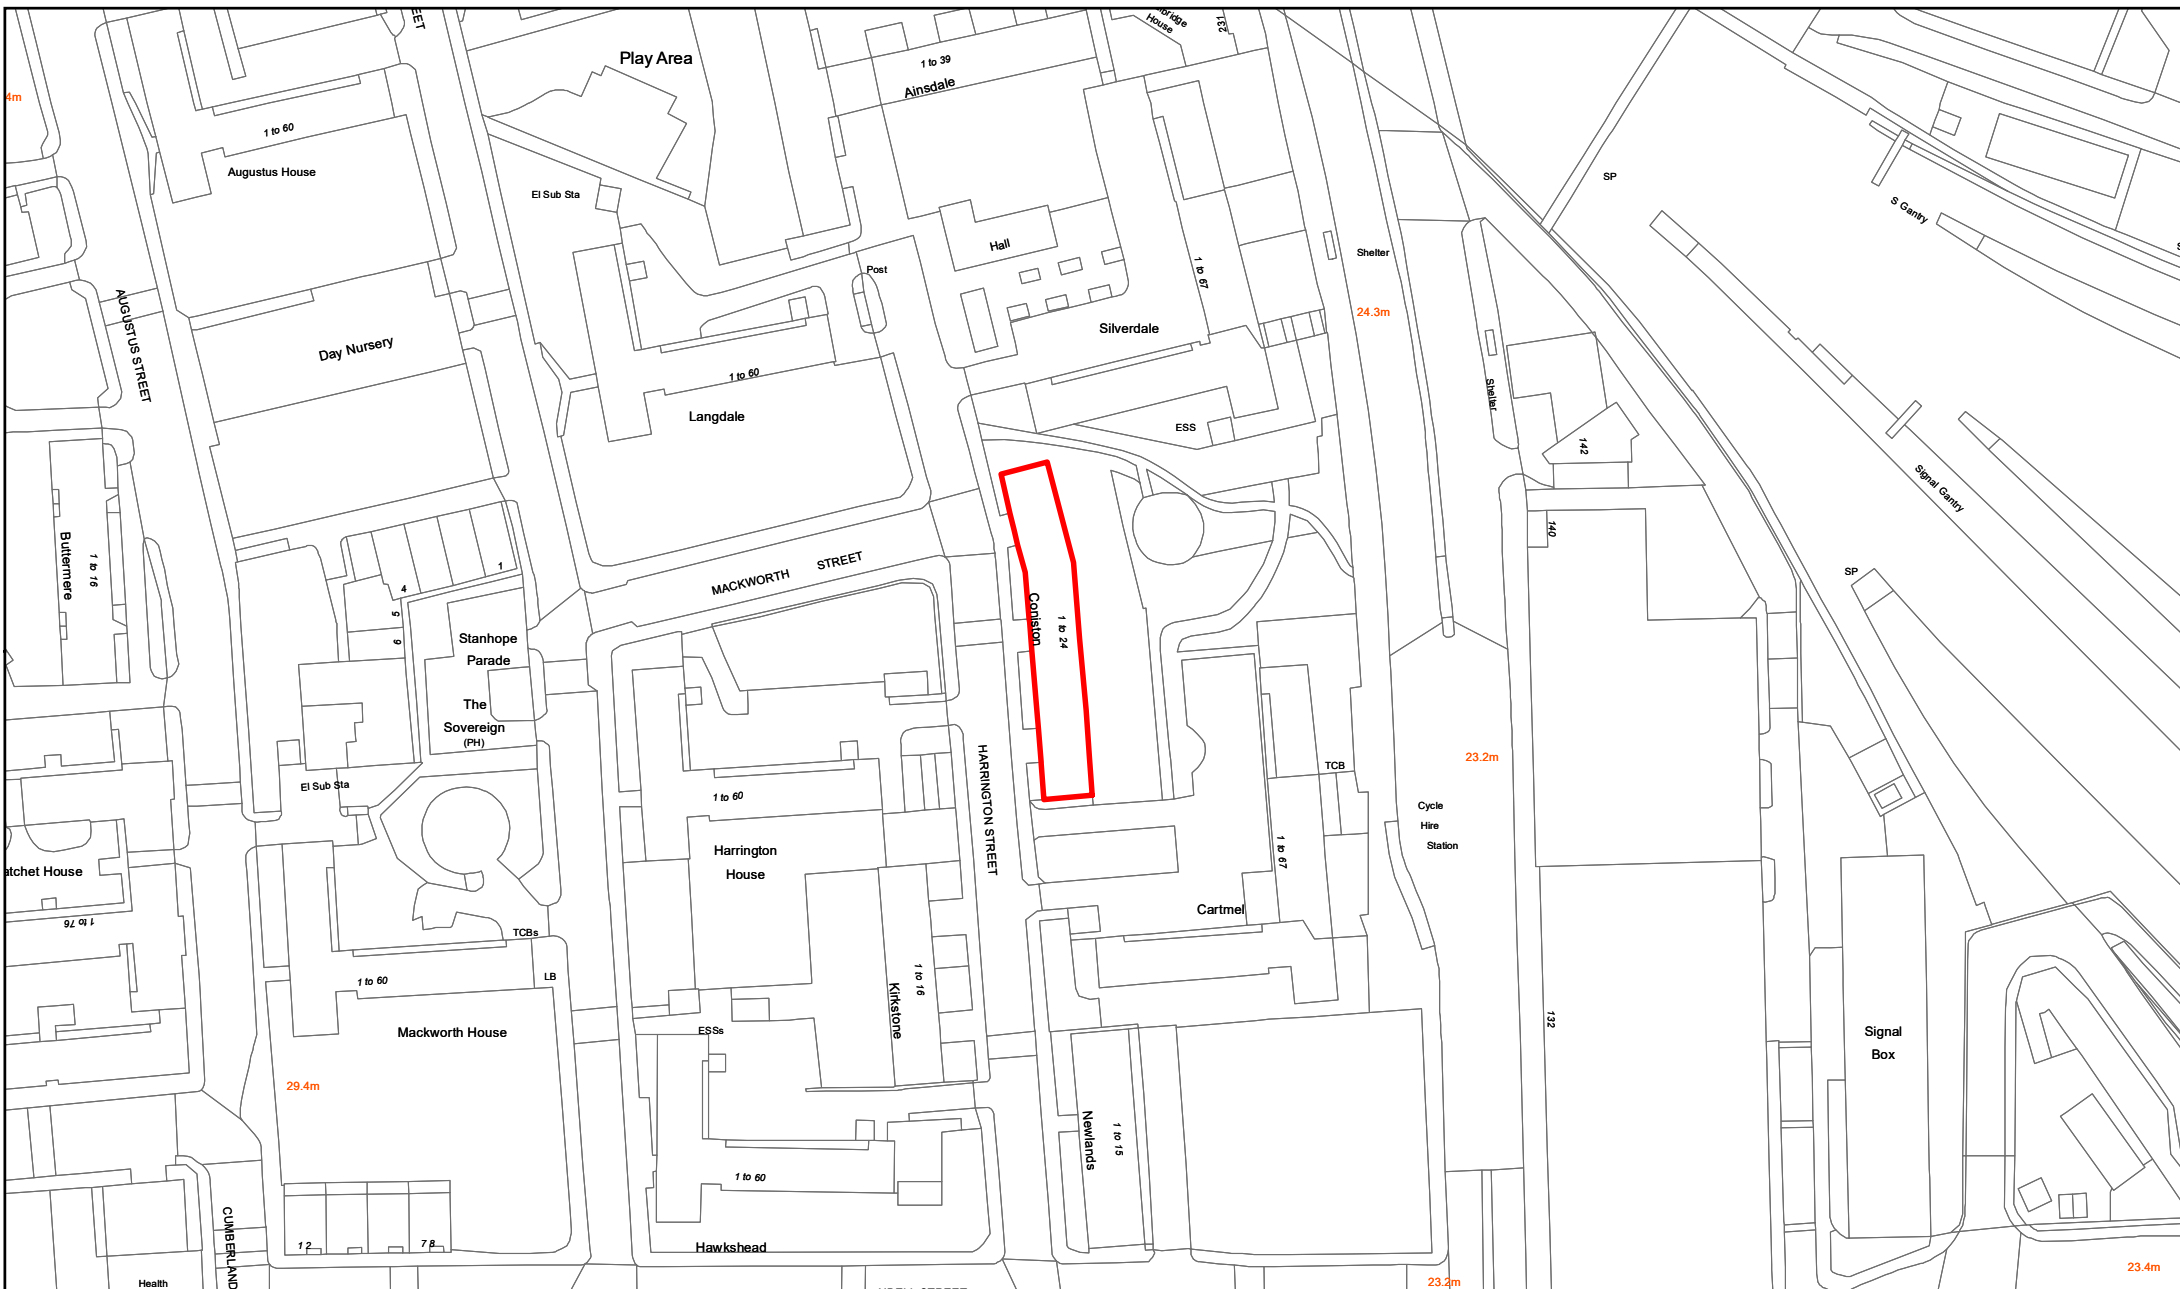 Play Area
1 to 39
Ainsdale
House
231
4m
1 to 60
Augustus House
El Sub Sta
SP
S Gantry
Hall
Post
Shelter
1 to 67
24.3m
AUGUSTUS STREET
Day Nursery
Silverdale
1 to 60
Langdale
Shelter
ESS
142
Signal Gantry
140
Buttermere
1 to 16
MACKWORTH STREET
1
4
5
6
Coniston
1 to 24
SP
Stanhope
Parade
The
Sovereign
(PH)
HARRINGTON STREET
23.2m
TCB
El Sub Sta
1 to 60
Cycle
Hire
Station
Harrington
House
1 to 67
atchet House
1 to 76
Cartmel
TCBs
LB
1 to 60
Kirkstone
1 to 16
Mackworth House
ESSs
132
Signal
Box
29.4m
Newlands
1 to 15
1 to 60
CUMBERLAND
1 2
7 8
Hawkshead
Health
23.2m
23.4m